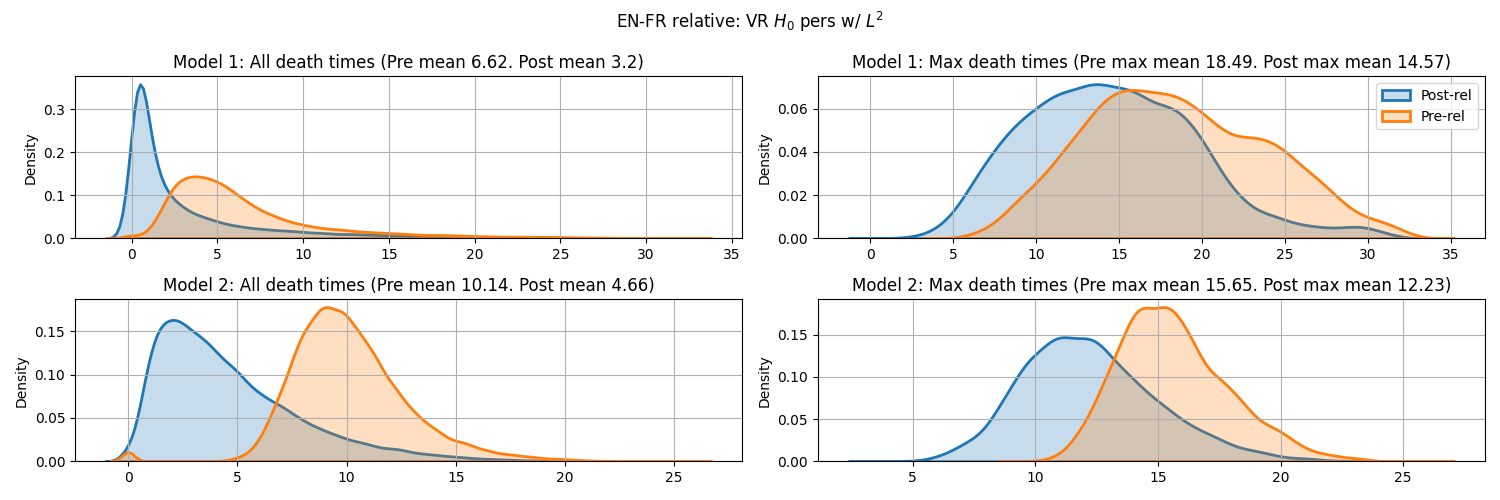 EN-FR relative: VR $H_0$ pers w/ $L^2$
Model 1: All death times (Pre mean 6.62. Post mean 3.2)
Density
0.3
0.2
0.1
0.0
0 5 10 15 20 25 30 35
Model 1: Max death times (Pre max mean 18.49. Post max mean 14.57)
Density
0.06
0.04
0.02
0.00
0 5 10 15 20 25 30 35
Post-rel
Pre-rel
Model 2: All death times (Pre mean 10.14. Post mean 4.66)
Density
0.15
0.10
0.05
0.00
0 5 10 15 20 25
Model 2: Max death times (Pre max mean 15.65. Post max mean 12.23)
Density
0.15
0.10
0.05
0.00
5 10 15 20 25